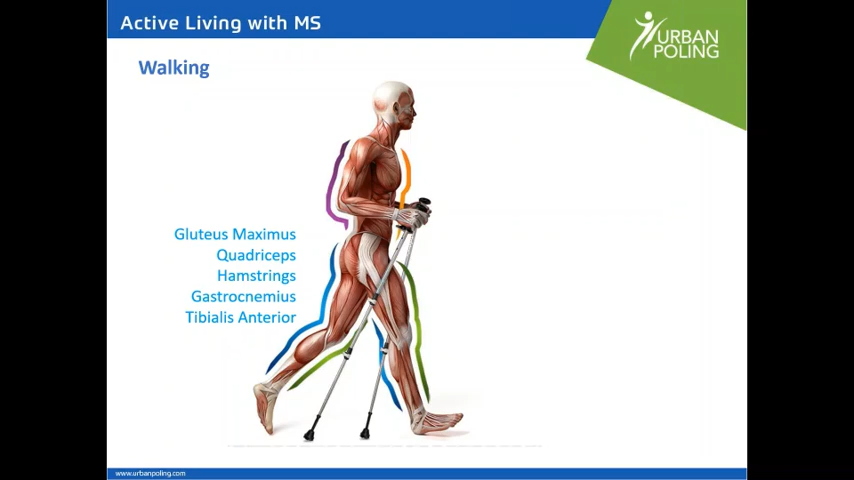 Active Living with MS
URBAN
POLING
Walking
Gluteus Maximus
Quadriceps
Hamstrings
Gastrocnemius
Tibialis Anterior
www.urbanpoling.com